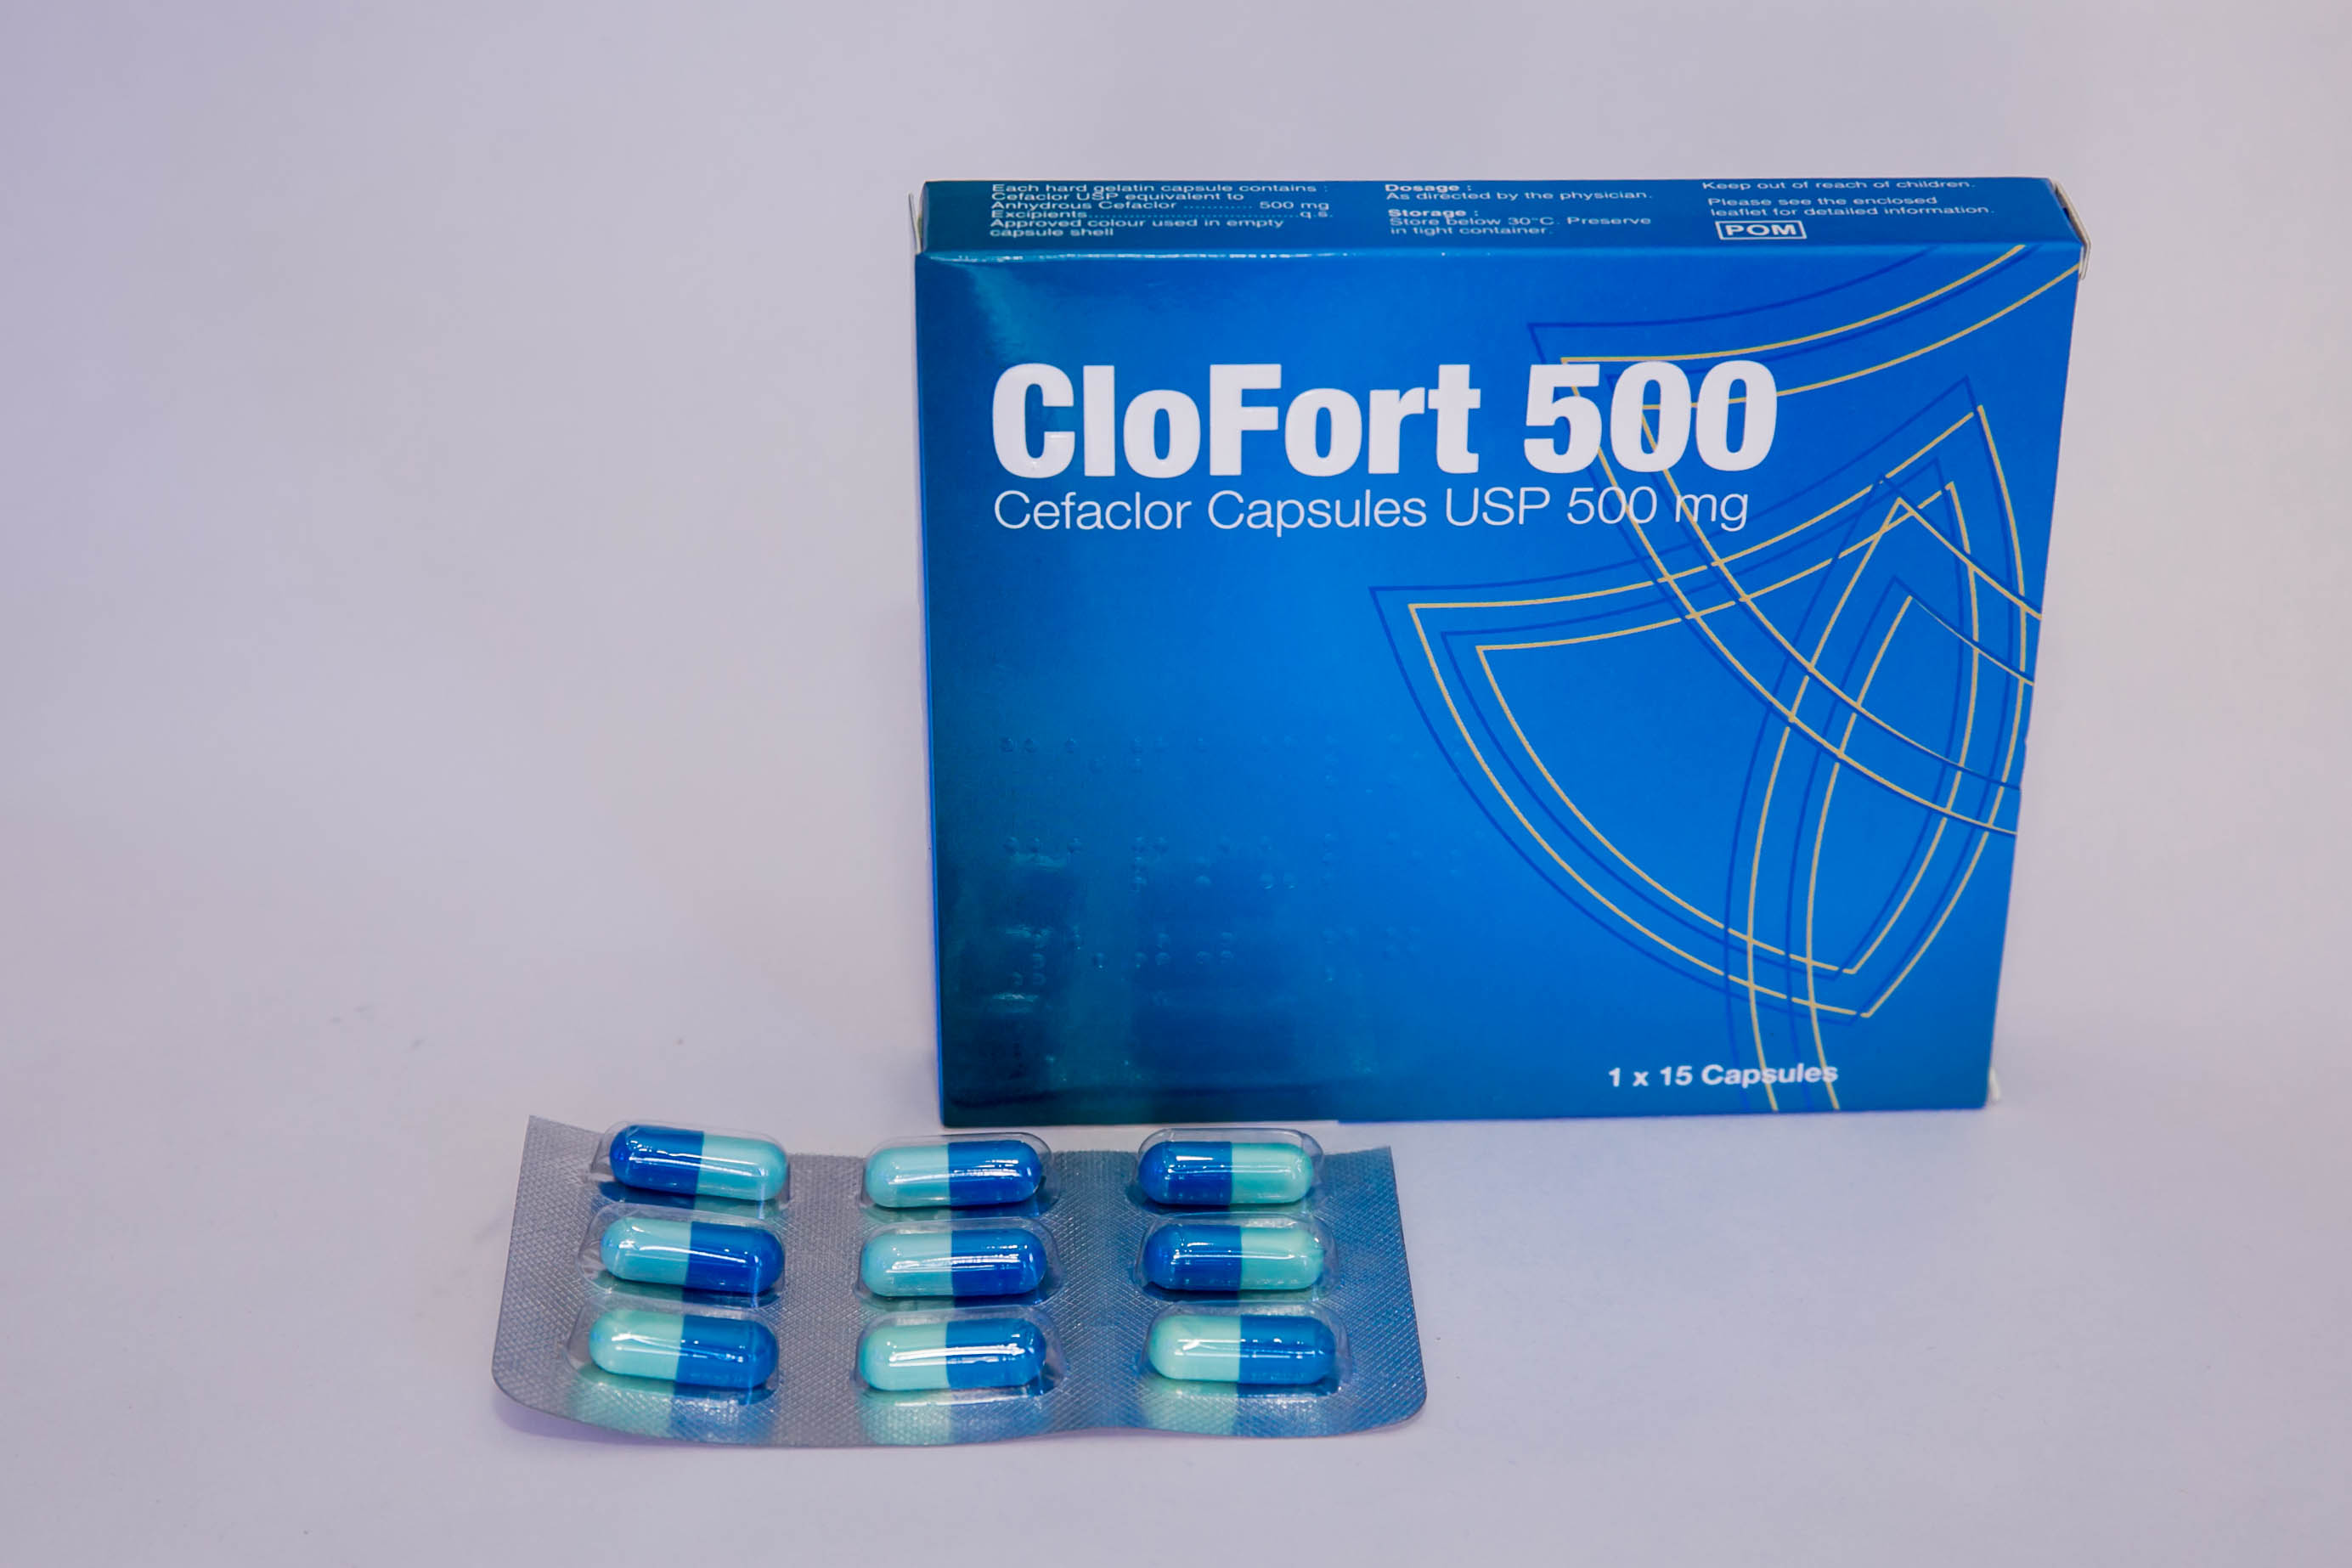 Each hard gelatin capsule contains :
Cefaclor USP equivalent to
Anhydrous Cefaclor ............ 500 mg
Excipients.....................................q.s.
Approved colour used in empty
capsule shell
Dosage :
As directed by the physician.
Storage :
Store below 30°C. Preserve
in tight container.
Keep out of reach of children.
Please see the enclosed
leaflet for detailed information.
POM
CloFort 500
Cefaclor Capsules USP 500 mg
1 x 15 Capsules